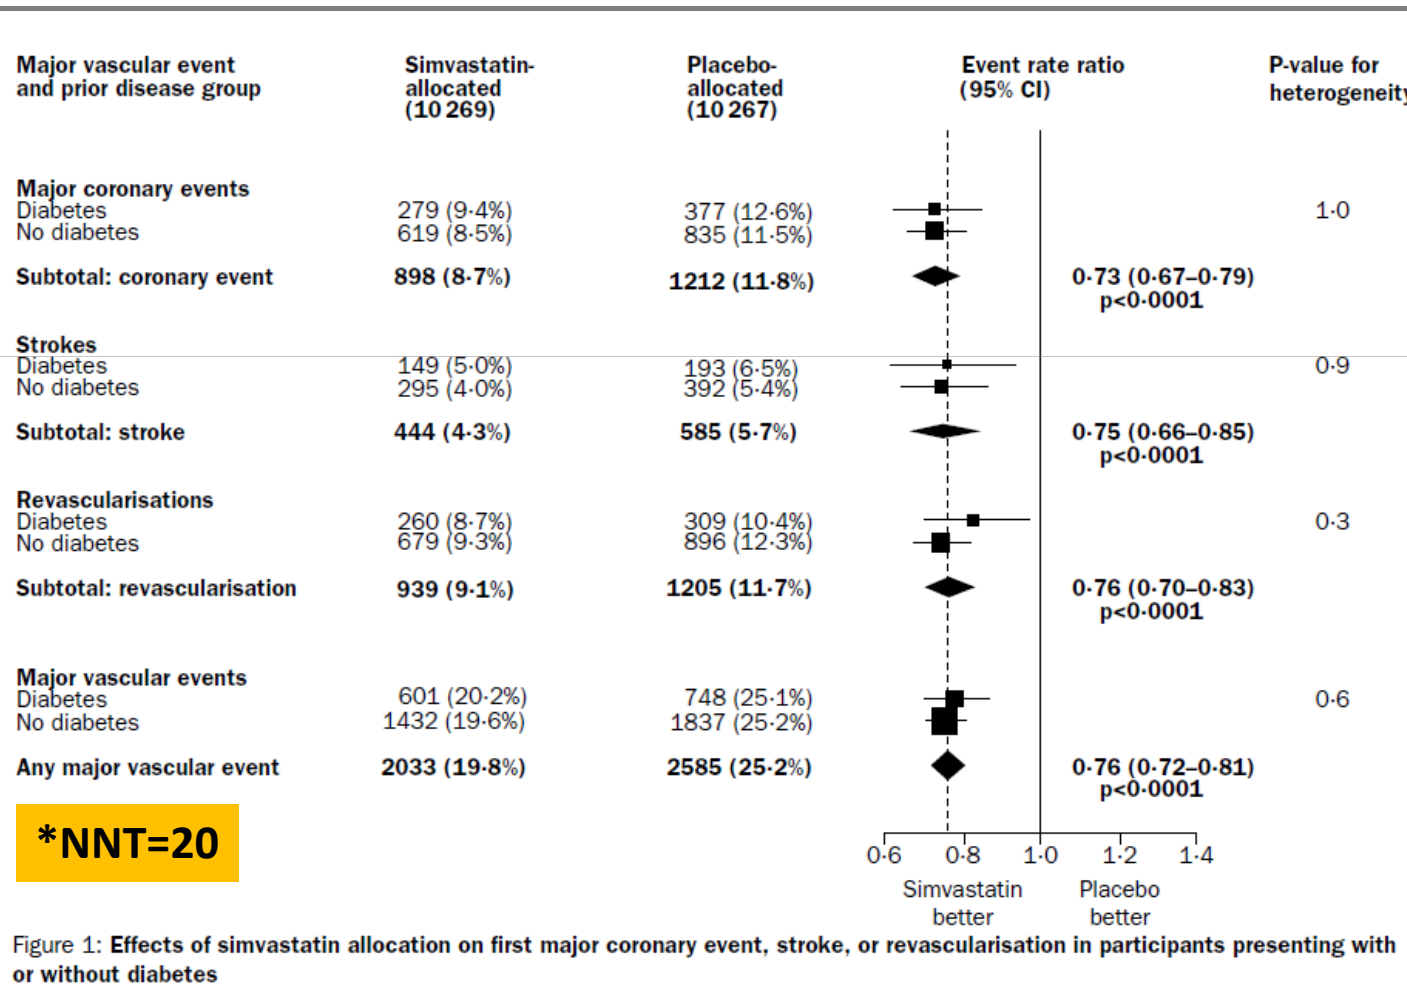 Major vascular event and prior disease group
Simvastatin-allocated (10 269)
Placebo-allocated (10 267)
Event rate ratio (95% CI)
P-value for heterogeneity
Major coronary events
Diabetes 279 (9·4%) 377 (12·6%) 1·0
No diabetes 619 (8·5%) 835 (11·5%)
Subtotal: coronary event 898 (8·7%) 1212 (11·8%) 0·73 (0·67–0·79)
p<0·0001
Strokes
Diabetes 149 (5·0%) 193 (6·5%) 0·9
No diabetes 295 (4·0%) 392 (5·4%)
Subtotal: stroke 444 (4·3%) 585 (5·7%) 0·75 (0·66–0·85)
p<0·0001
Revascularisations
Diabetes 260 (8·7%) 309 (10·4%) 0·3
No diabetes 679 (9·3%) 896 (12·3%)
Subtotal: revascularisation 939 (9·1%) 1205 (11·7%) 0·76 (0·70–0·83)
p<0·0001
Major vascular events
Diabetes 601 (20·2%) 748 (25·1%) 0·6
No diabetes 1432 (19·6%) 1837 (25·2%)
Any major vascular event 2033 (19·8%) 2585 (25·2%) 0·76 (0·72–0·81)
p<0·0001
*NNT=20
0·6 0·8 1·0 1·2 1·4
Simvastatin better
Placebo better
Figure 1: Effects of simvastatin allocation on first major coronary event, stroke, or revascularisation in participants presenting with
or without diabetes